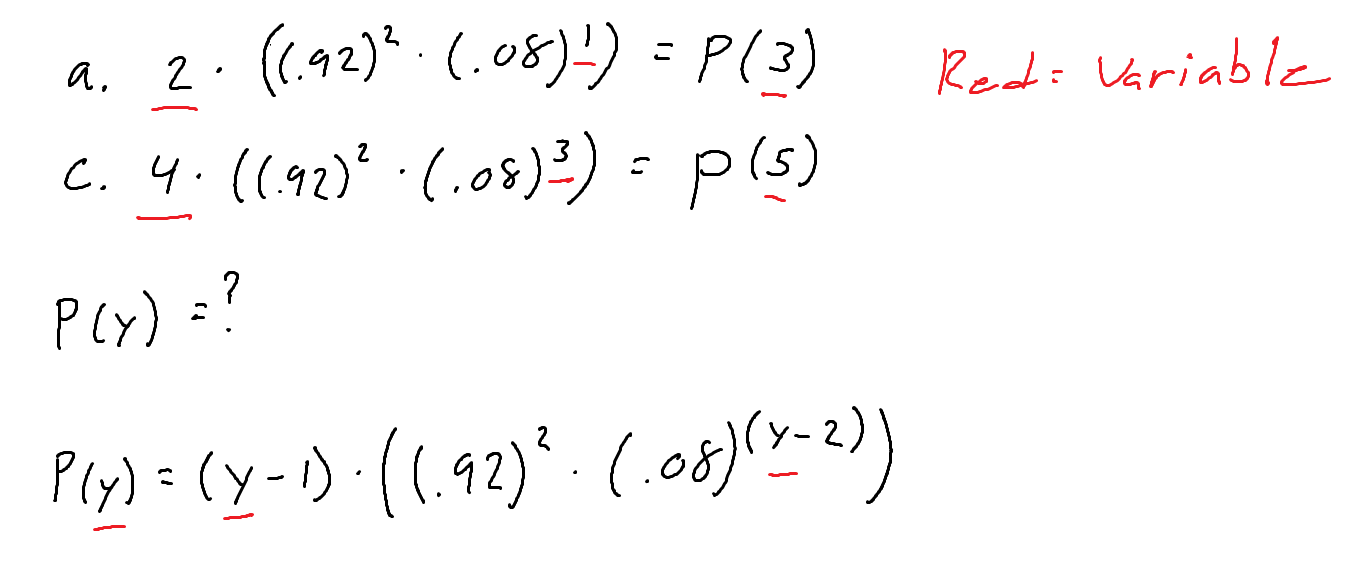 a. 2 · ((.92)² · (.08)¹) = P(3) Red = Variable
c. 4 · ((.92)² · (.08)³) = p(5)
P(y) = ?
P(y) = (y-1) · ((.92)² · (.08)^(y-2))